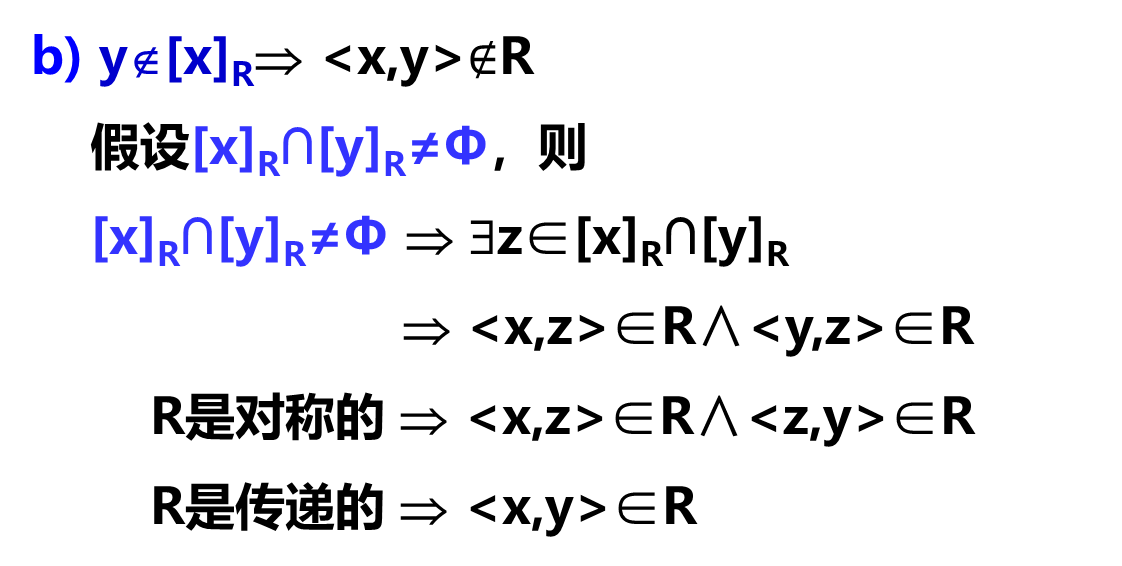 b) y∉[x]R⇒ <x,y>∉R
假设[x]R∩[y]R≠Φ，则
[x]R∩[y]R≠Φ ⇒ ∃z∈[x]R∩[y]R
⇒ <x,z>∈R∧<y,z>∈R
R是对称的 ⇒ <x,z>∈R∧<z,y>∈R
R是传递的 ⇒ <x,y>∈R